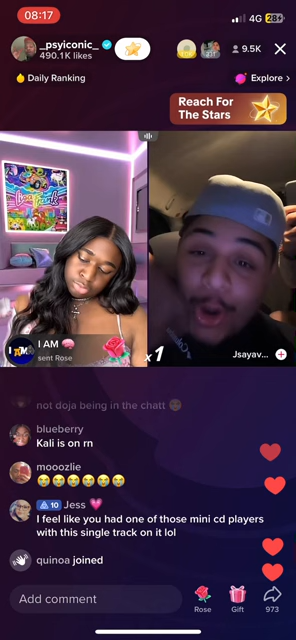 08:17
4G 28
_psyiconic_
490.1K likes
9.5K
Daily Ranking
Explore >
Reach For
The Stars
I AM
sent Rose
x1
Jsayav...
not doja being in the chatt
blueberry
Kali is on rn
mooozlie
10 Jess
I feel like you had one of those mini cd players
with this single track on it lol
quinoa joined
Add comment
Rose
Gift
973